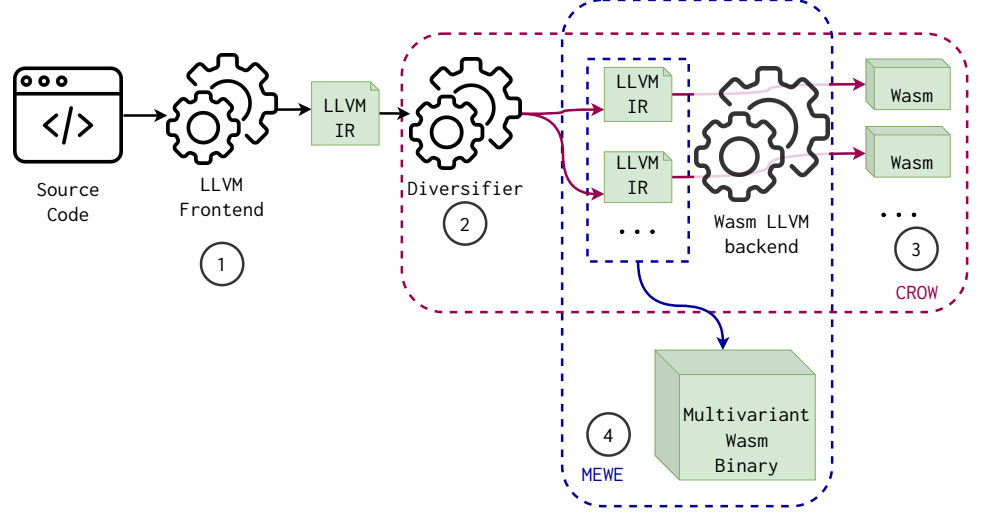 </>
Source
Code
LLVM
Frontend
1
LLVM
IR
Diversifier
2
LLVM
IR
LLVM
IR
...
Wasm LLVM
backend
Wasm
Wasm
...
3
CROW
Multivariant
Wasm
Binary
4
MEWE